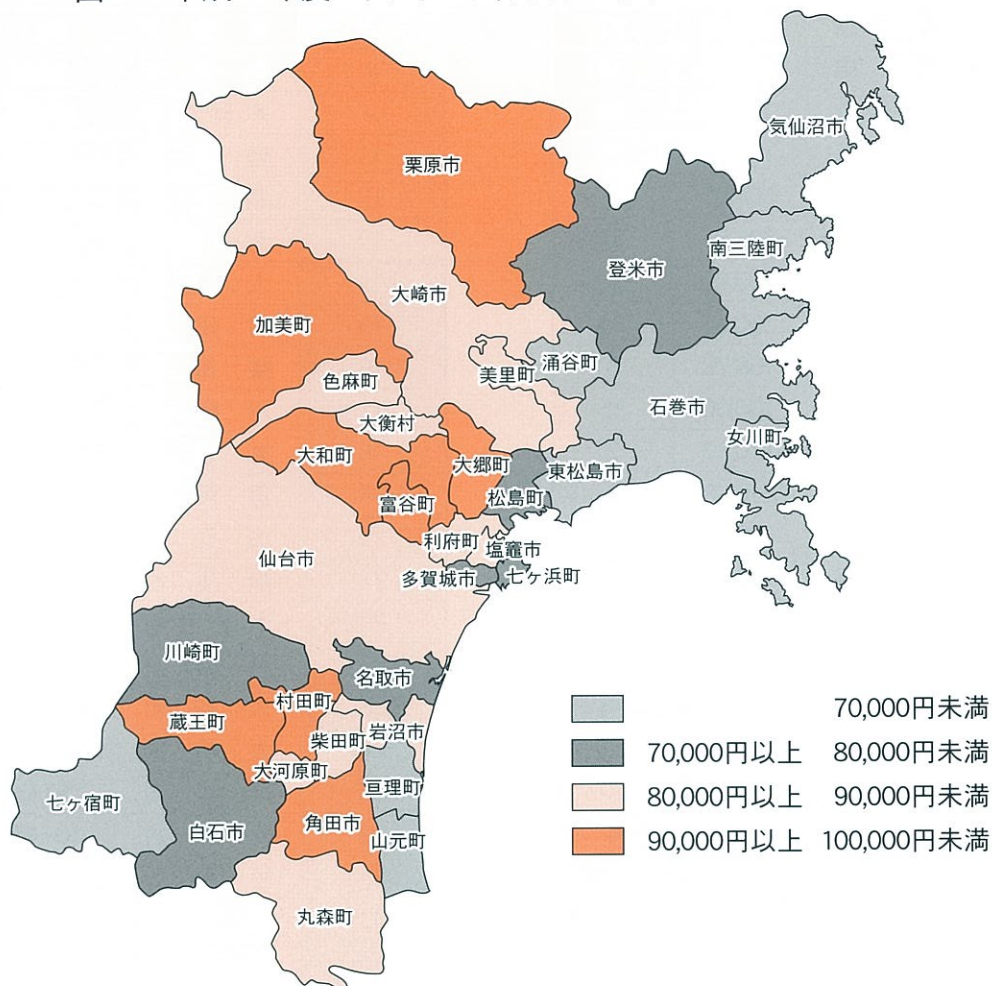 気仙沼市
栗原市
南三陸町
登米市
大崎市
加美町
涌谷町
美里町
色麻町
石巻市
大衡村
女川町
大和町
大郷町
東松島市
富谷町
松島町
利府町
塩竈市
仙台市
多賀城市
七ヶ浜町
川崎町
名取市
村田町
蔵王町
岩沼市
柴田町
大河原町
亘理町
七ヶ宿町
角田市
白石市
山元町
丸森町
70,000円未満
70,000円以上 80,000円未満
80,000円以上 90,000円未満
90,000円以上 100,000円未満